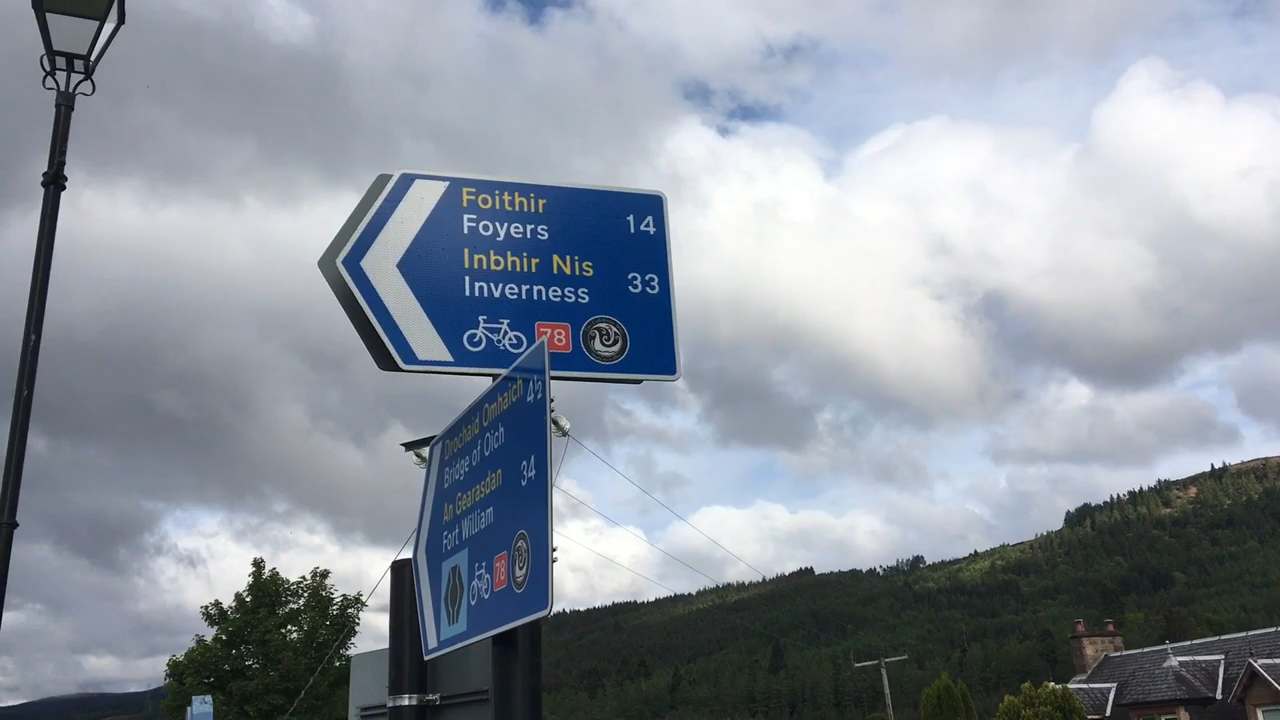 Foithir
Foyers 14
Inbhir Nis
Inverness 33
78
Drochaid Omhaich
Bridge of Oich 4½
An Gearasdan
Fort William 34
78